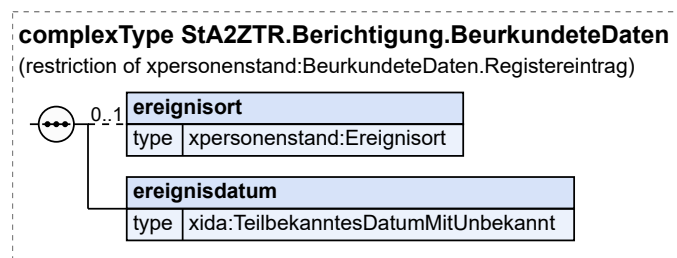 complexType StA2ZTR.Berichtigung.BeurkundeteDaten
(restriction of xpersonenstand:BeurkundeteDaten.Registereintrag)
0..1
ereignisort
type xpersonenstand:Ereignisort
ereignisdatum
type xida:TeilbekanntesDatumMitUnbekannt